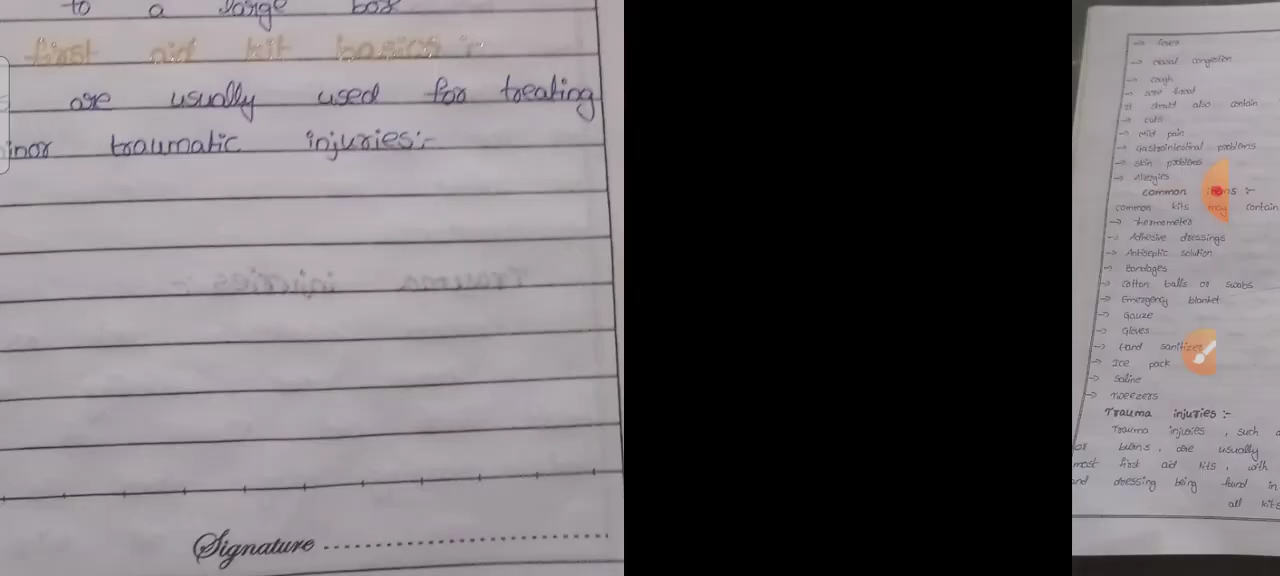 to a large box
first aid kit basics :-
are usually used for treating
inor traumatic injuries:-
Trauma injuries :-
Signature
→ fever
→ nasal congestion
→ cough
→ sore throat
It should also contain
→ cuts
→ mild pain
→ Gastrointestinal problems
→ skin problems
→ Allergies
common items :-
common kits may contain
→ Thermometer
→ Adhesive dressings
→ Antiseptic solution
→ Bandages
→ Cotton balls or swabs
→ Emergency blanket
→ Gauze
→ Gloves
→ Hand sanitizer
→ Ice pack
→ Saline
→ Tweezers
Trauma injuries :-
Trauma injuries , such a
or burns , are usually
most first aid kits , with
and dressing being found in
all kits